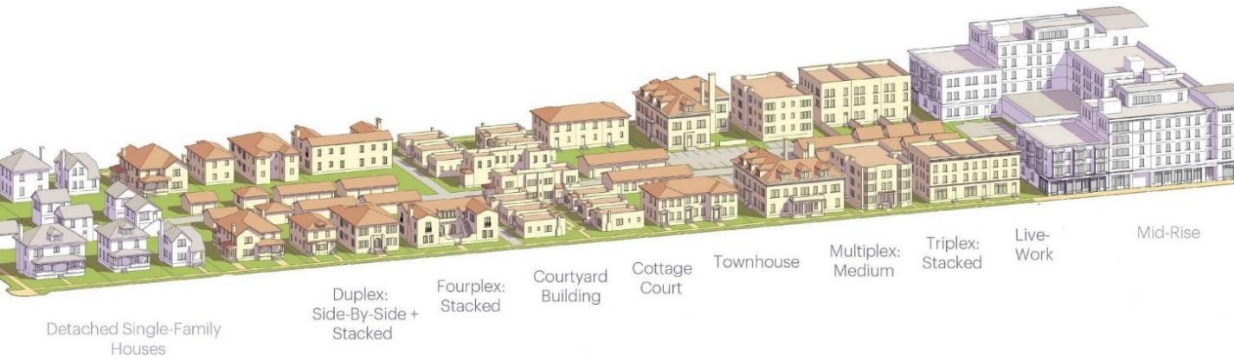 Detached Single-Family
Houses
Duplex:
Side-By-Side +
Stacked
Fourplex:
Stacked
Courtyard
Building
Cottage
Court
Townhouse
Multiplex:
Medium
Triplex:
Stacked
Live-
Work
Mid-Rise